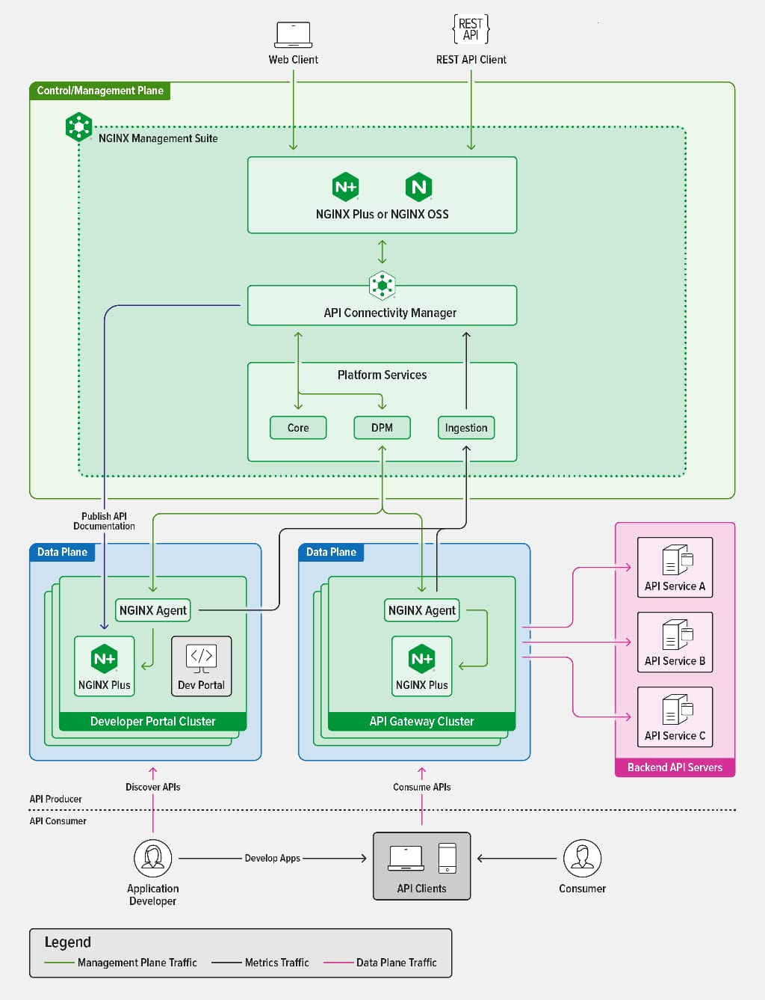 REST
API
Web Client
REST API Client
Control/Management Plane
NGINX Management Suite
N+
N
NGINX Plus or NGINX OSS
API Connectivity Manager
Platform Services
Core
DPM
Ingestion
Publish API
Documentation
Data Plane
NGINX Agent
N+
NGINX Plus
Dev Portal
Developer Portal Cluster
Data Plane
NGINX Agent
N+
NGINX Plus
API Gateway Cluster
API Service A
API Service B
API Service C
Backend API Servers
Discover APIs
Consume APIs
API Producer
API Consumer
Develop Apps
Application
Developer
API Clients
Consumer
Legend
Management Plane Traffic
Metrics Traffic
Data Plane Traffic